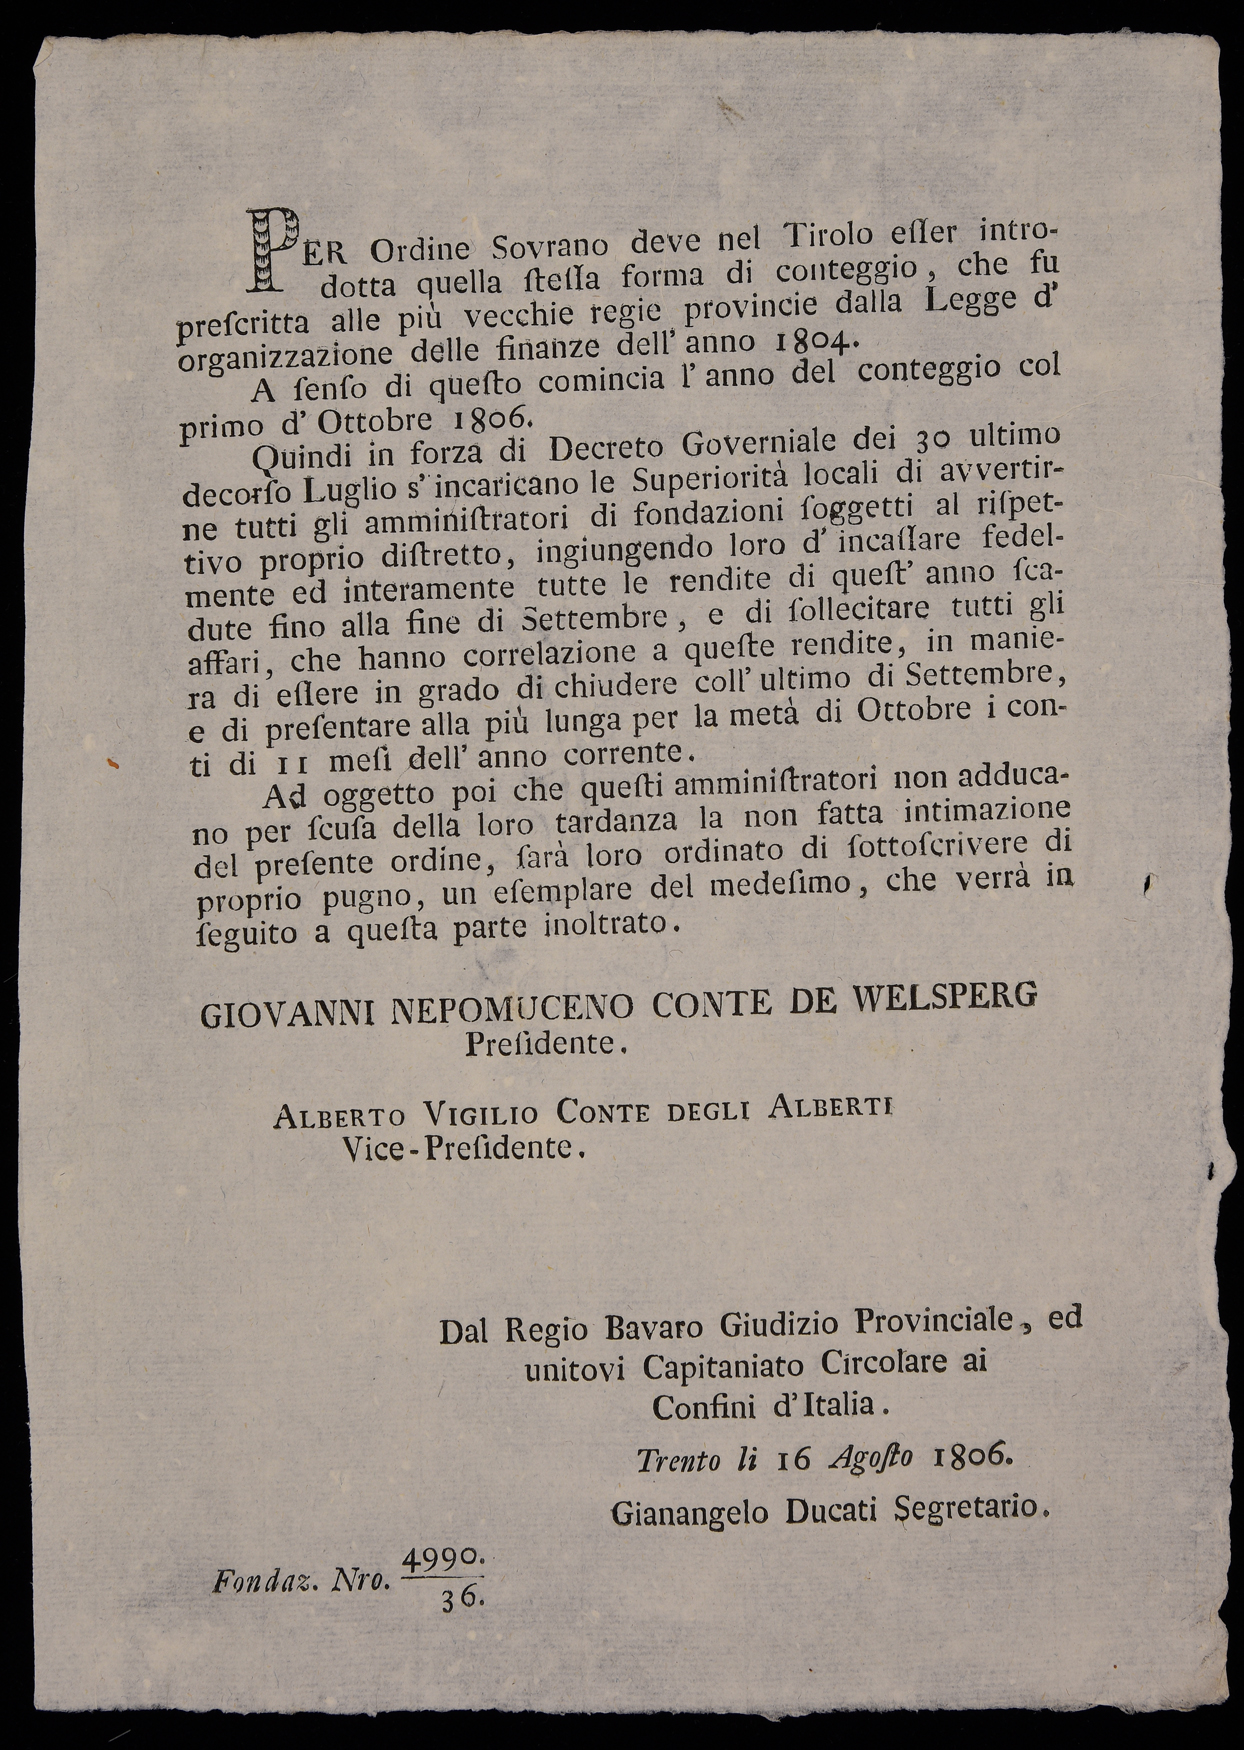 PER Ordine Sovrano deve nel Tirolo eſſer intro-
dotta quella ſteſſa forma di conteggio, che fu
preſcritta alle più vecchie regie provincie dalla Legge d'
organizzazione delle finanze dell' anno 1804.
A ſenſo di queſto comincia l' anno del conteggio col
primo d' Ottobre 1806.
Quindi in forza di Decreto Governiale dei 30 ultimo
decorſo Luglio s' incaricano le Superiorità locali di avvertir-
ne tutti gli amminiſtratori di fondazioni ſoggetti al riſpet-
tivo proprio diſtretto, ingiungendo loro d' incaſſare fedel-
mente ed interamente tutte le rendite di queſt' anno ſca-
dute fino alla fine di Settembre, e di ſollecitare tutti gli
affari, che hanno correlazione a queſte rendite, in manie-
ra di eſſere in grado di chiudere coll' ultimo di Settembre,
e di preſentare alla più lunga per la metà di Ottobre i con-
ti di 11 meſi dell' anno corrente.
Ad oggetto poi che queſti amminiſtratori non adduca-
no per ſcuſa della loro tardanza la non fatta intimazione
del preſente ordine, ſarà loro ordinato di ſottoſcrivere di
proprio pugno, un eſemplare del medeſimo, che verrà in
ſeguito a queſta parte inoltrato.
GIOVANNI NEPOMUCENO CONTE DE WELSPERG
Preſidente.
ALBERTO VIGILIO CONTE DEGLI ALBERTI
Vice-Preſidente.
Dal Regio Bavaro Giudizio Provinciale, ed
unitovi Capitaniato Circolare ai
Confini d'Italia.
Trento li 16 Agoſto 1806.
Gianangelo Ducati Segretario.
Fondaz. Nro. 4990.
36.